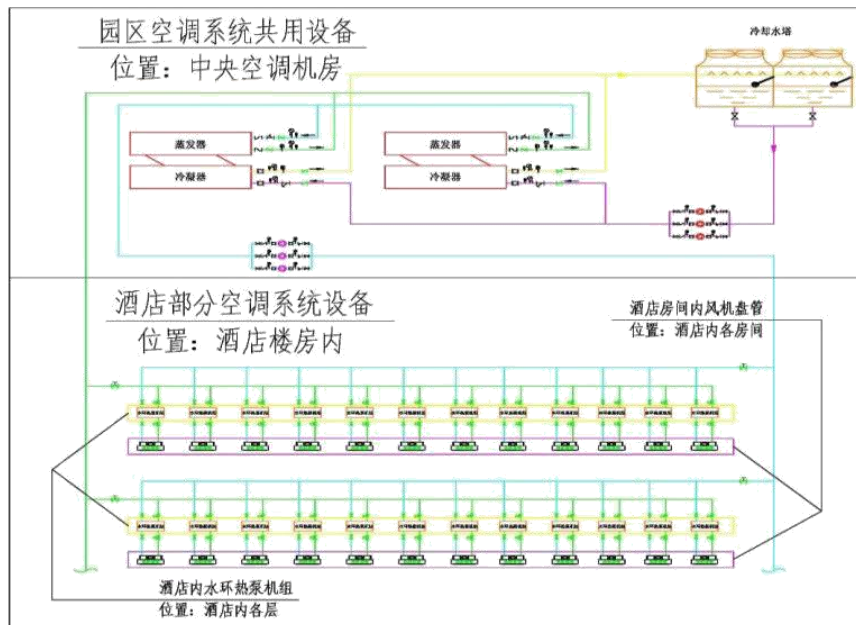 园区空调系统共用设备
位置：中央空调机房
冷却水塔
蒸发器
蒸发器
冷凝器
冷凝器
酒店部分空调系统设备
位置：酒店楼房内
酒店房间内风机盘管
位置：酒店内各房间
酒店内水环热泵机组
位置：酒店内各层